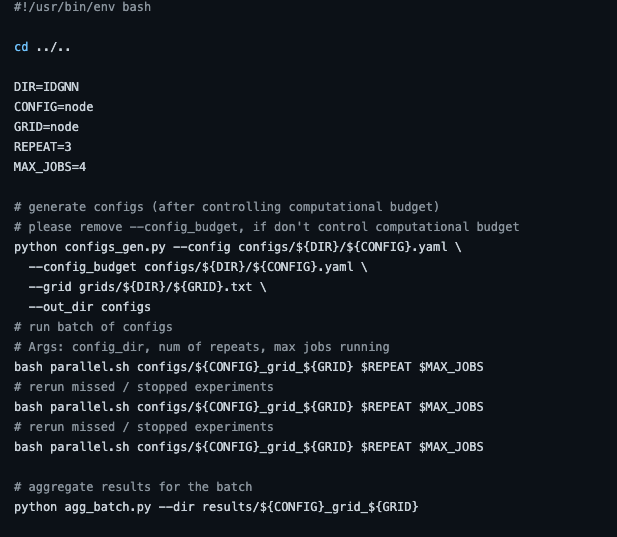 #!/usr/bin/env bash
cd ../..
DIR=IDGNN
CONFIG=node
GRID=node
REPEAT=3
MAX_JOBS=4
# generate configs (after controlling computational budget)
# please remove --config_budget, if don't control computational budget
python configs_gen.py --config configs/${DIR}/${CONFIG}.yaml \
  --config_budget configs/${DIR}/${CONFIG}.yaml \
  --grid grids/${DIR}/${GRID}.txt \
  --out_dir configs
# run batch of configs
# Args: config_dir, num of repeats, max jobs running
bash parallel.sh configs/${CONFIG}_grid_${GRID} $REPEAT $MAX_JOBS
# rerun missed / stopped experiments
bash parallel.sh configs/${CONFIG}_grid_${GRID} $REPEAT $MAX_JOBS
# rerun missed / stopped experiments
bash parallel.sh configs/${CONFIG}_grid_${GRID} $REPEAT $MAX_JOBS
# aggregate results for the batch
python agg_batch.py --dir results/${CONFIG}_grid_${GRID}